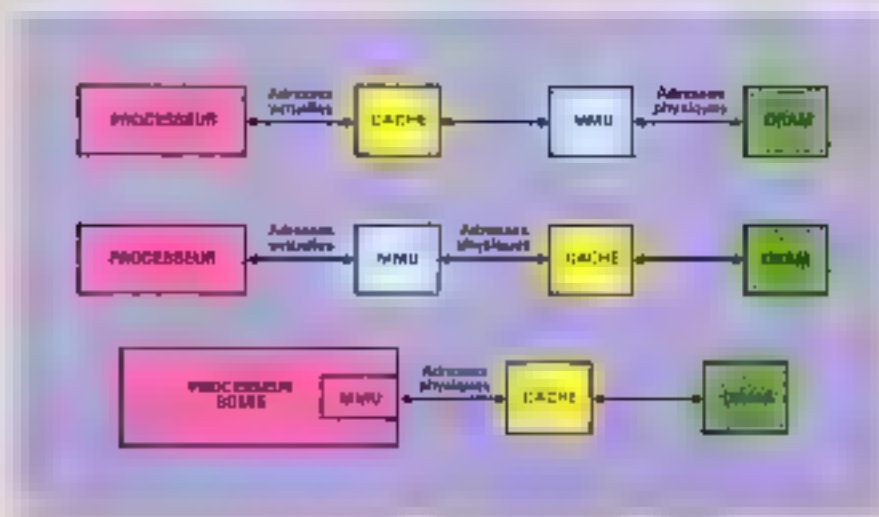 PROCESSEUR
Adresses
virtuelles
CACHE
MMU
Adresses
physiques
DRAM
PROCESSEUR
Adresses
virtuelles
MMU
Adresses
physiques
CACHE
DRAM
PROCESSEUR
MMU
Adresses
physiques
CACHE
DRAM